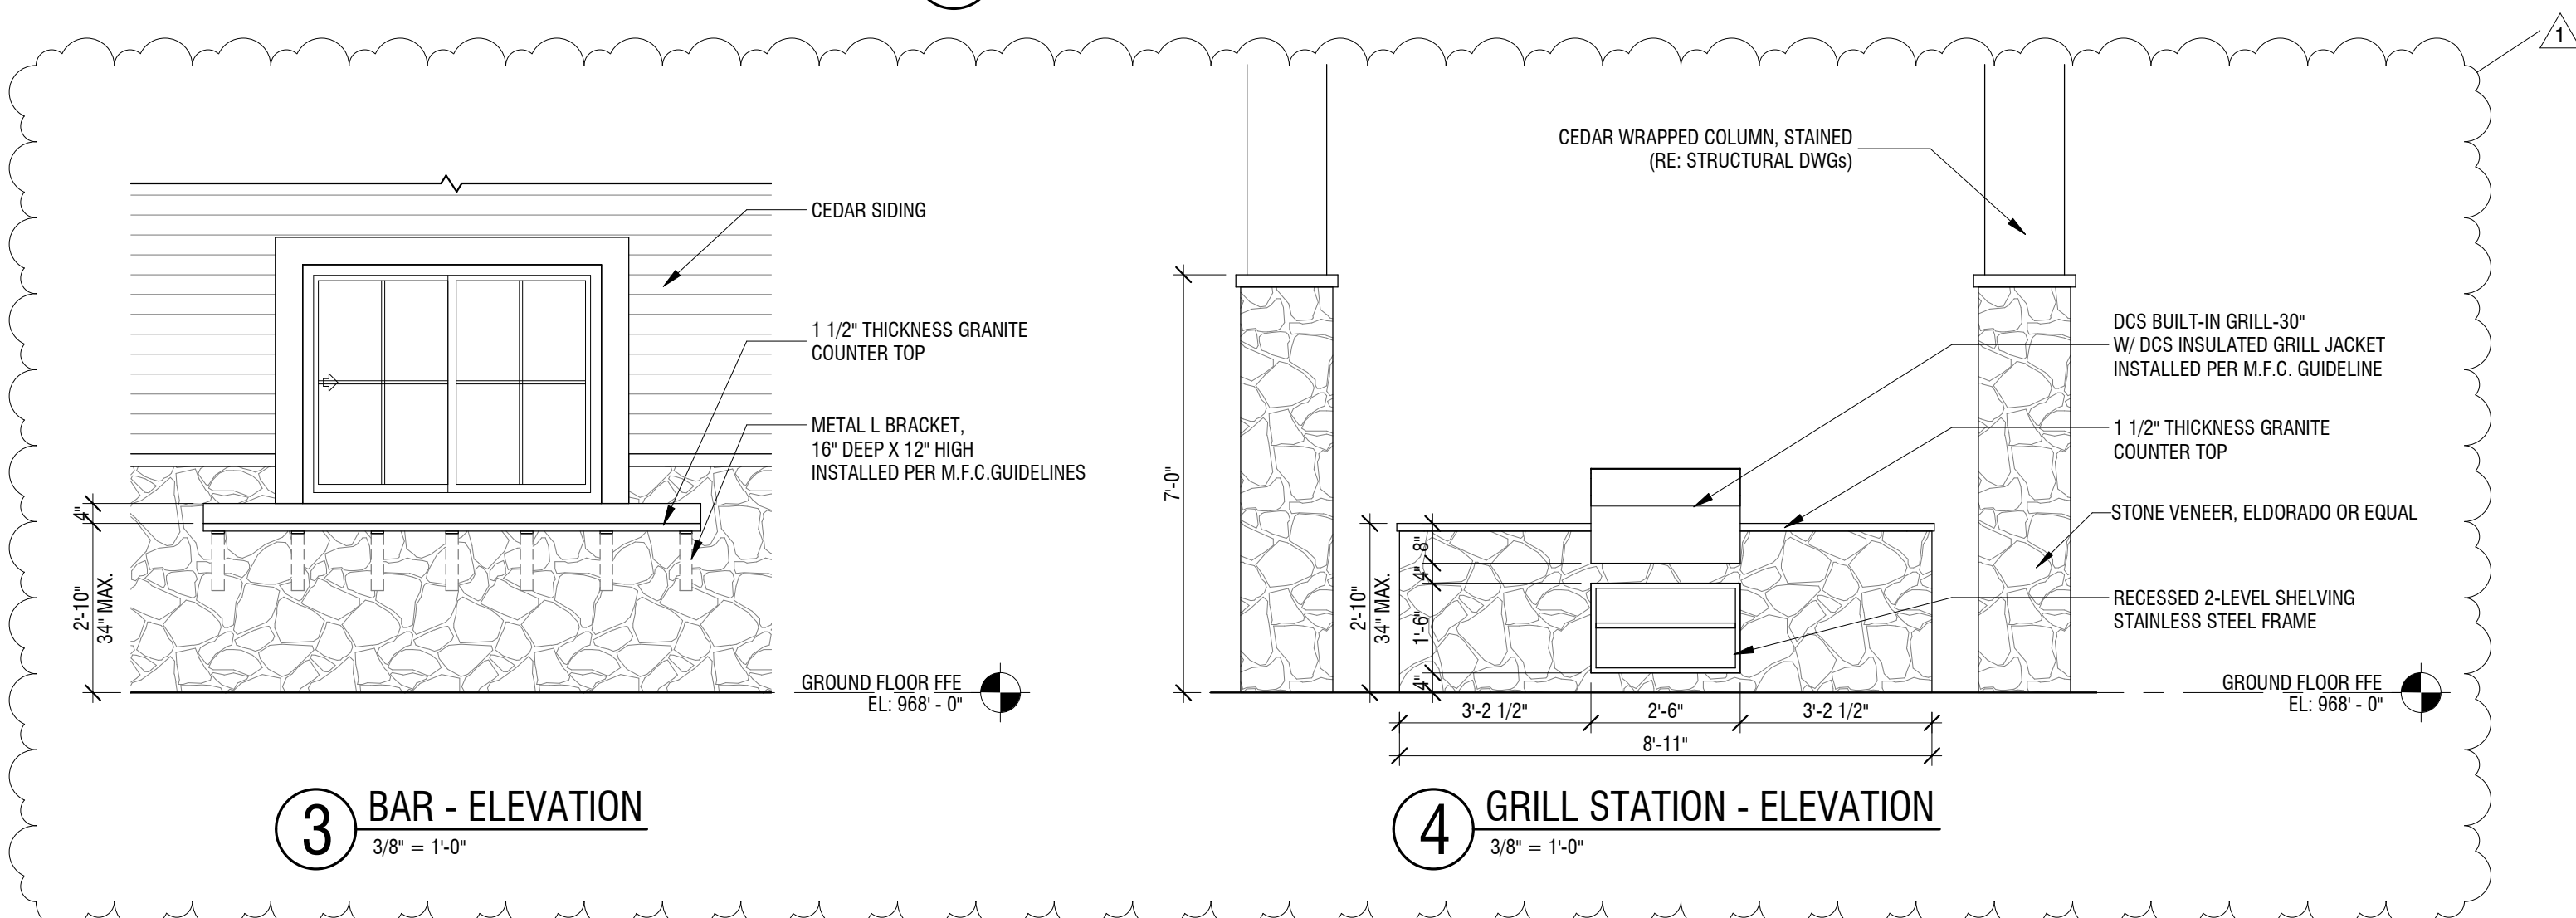 1
CEDAR SIDING
1 1/2" THICKNESS GRANITE
COUNTER TOP
METAL L BRACKET,
16" DEEP X 12" HIGH
INSTALLED PER M.F.C.GUIDELINES
4"
2'-10"
34" MAX.
GROUND FLOOR FFE
EL: 968' - 0"
3
BAR - ELEVATION
3/8" = 1'-0"
CEDAR WRAPPED COLUMN, STAINED
(RE: STRUCTURAL DWGs)
DCS BUILT-IN GRILL-30"
W/ DCS INSULATED GRILL JACKET
INSTALLED PER M.F.C. GUIDELINE
1 1/2" THICKNESS GRANITE
COUNTER TOP
STONE VENEER, ELDORADO OR EQUAL
RECESSED 2-LEVEL SHELVING
STAINLESS STEEL FRAME
7'-0"
2'-10"
34" MAX.
8"
4"
1'-6"
4"
3'-2 1/2"
2'-6"
3'-2 1/2"
8'-11"
GROUND FLOOR FFE
EL: 968' - 0"
4
GRILL STATION - ELEVATION
3/8" = 1'-0"